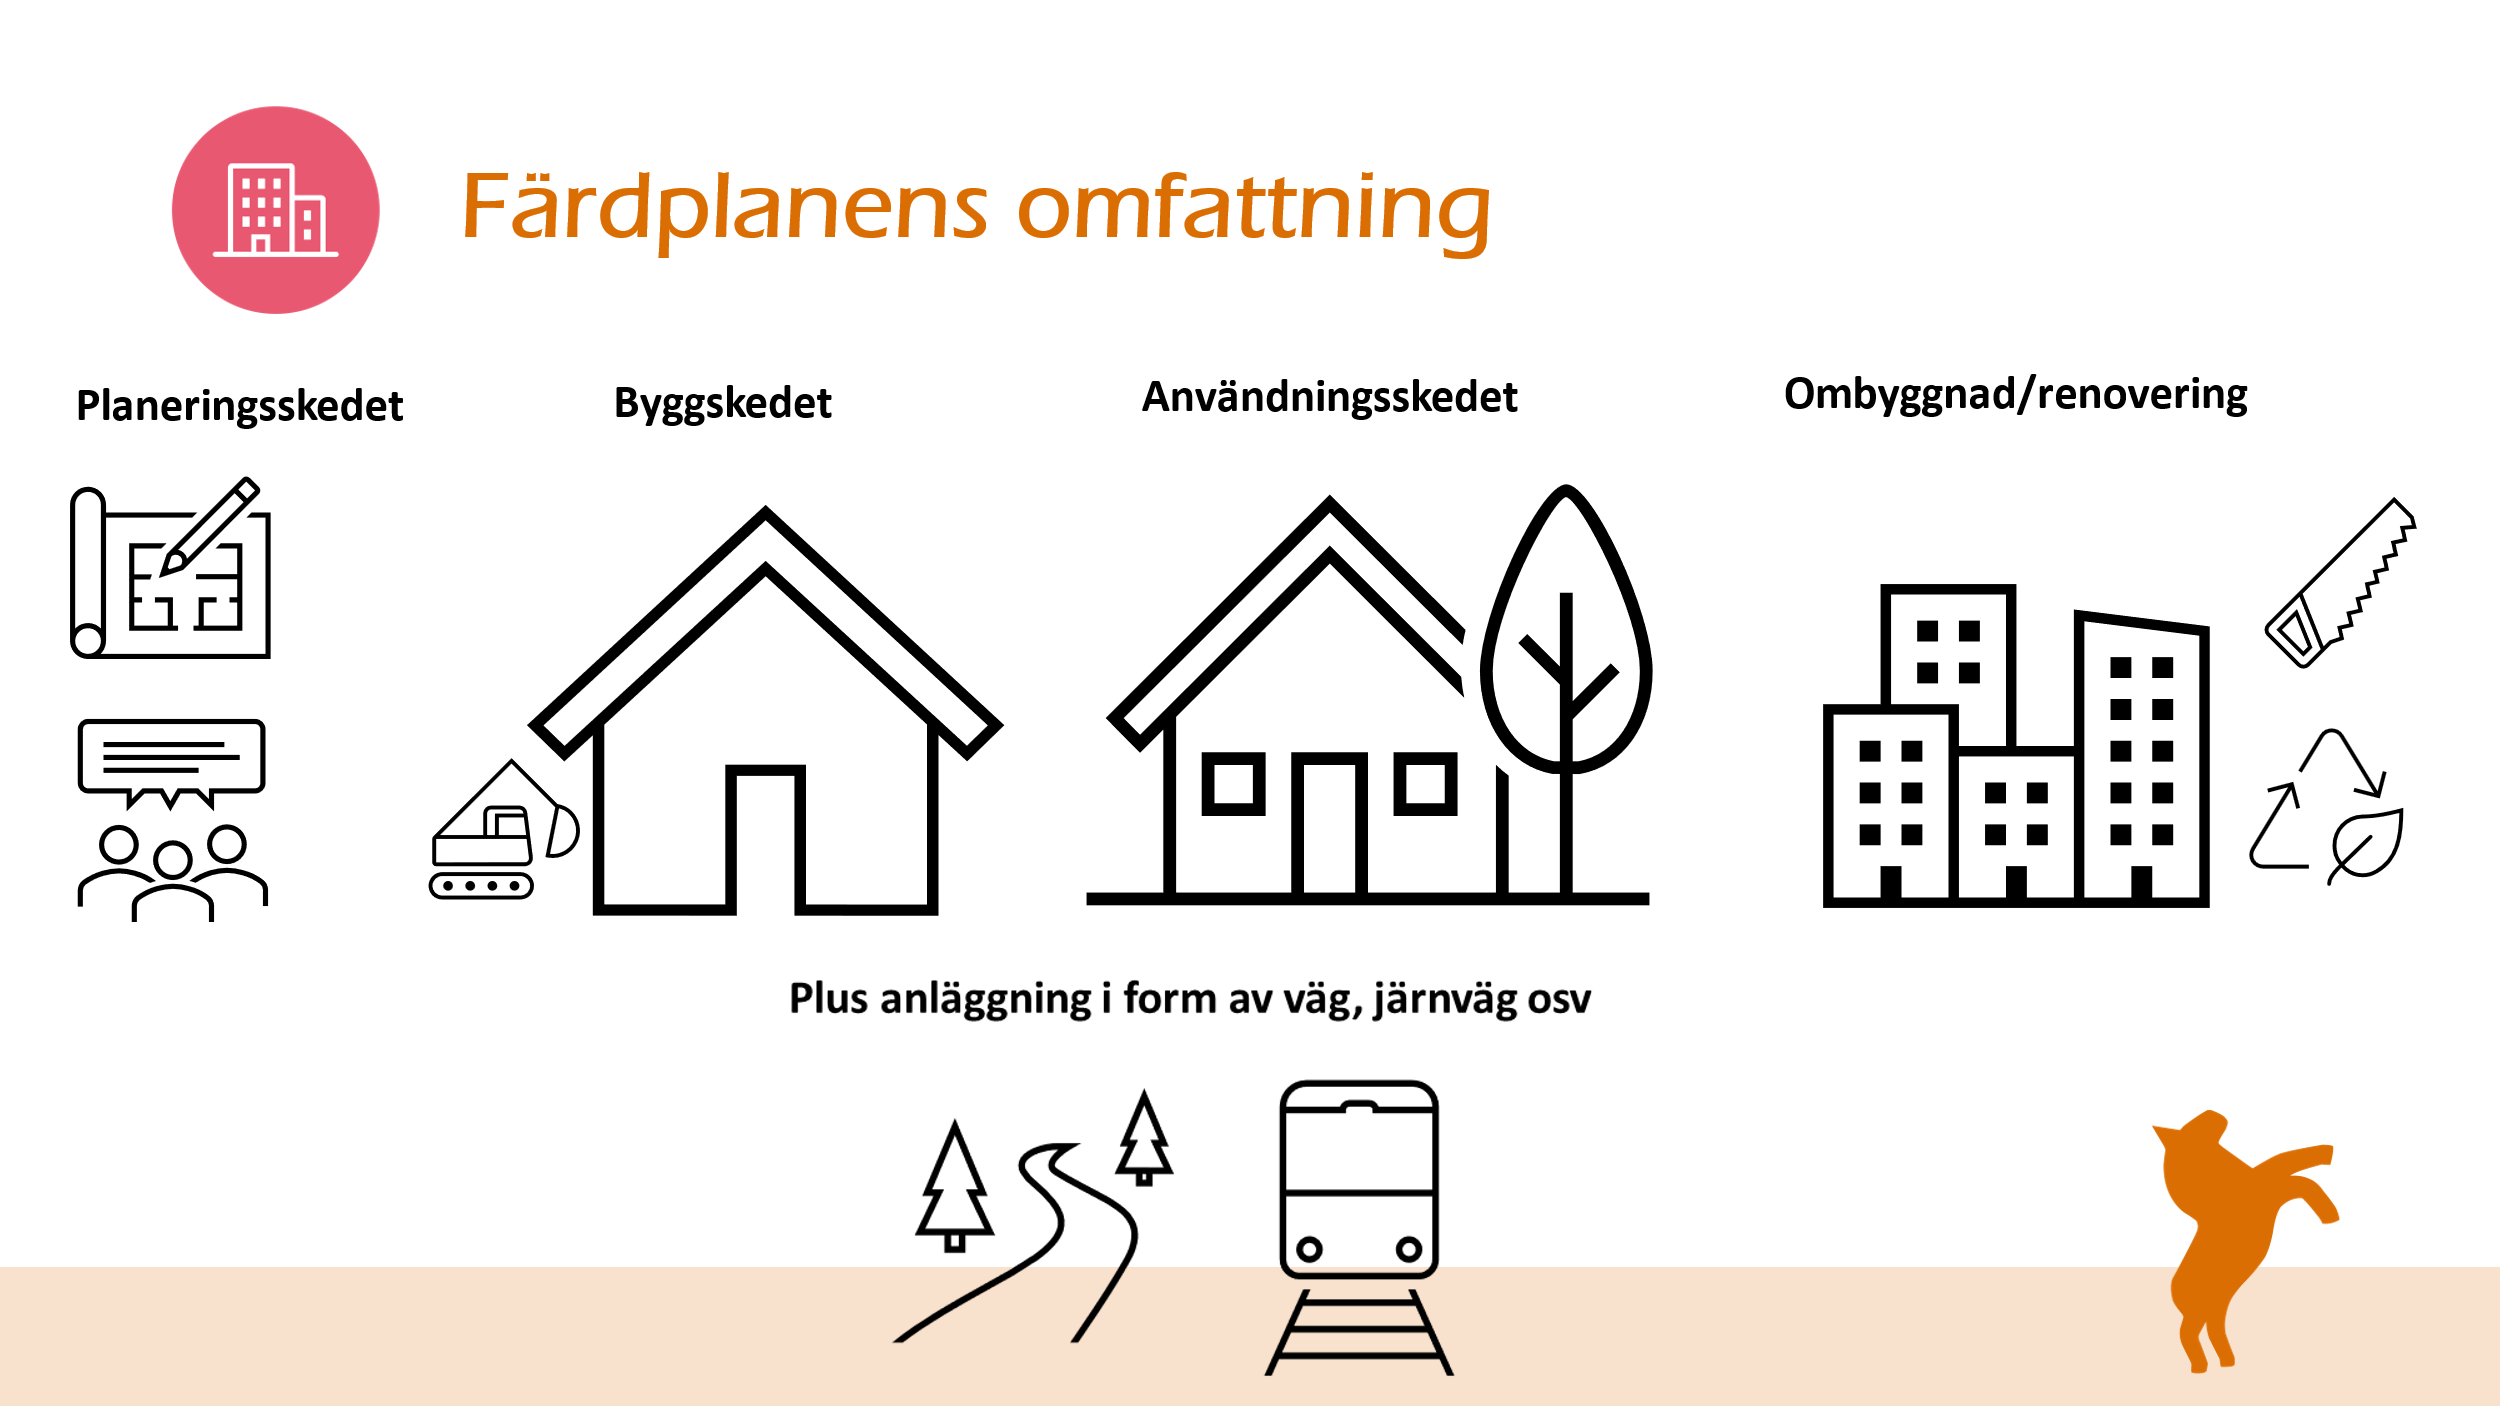 Färdplanens omfattning
Planeringsskedet
Byggskedet
Användningsskedet
Ombyggnad/renovering
Plus anläggning i form av väg, järnväg osv